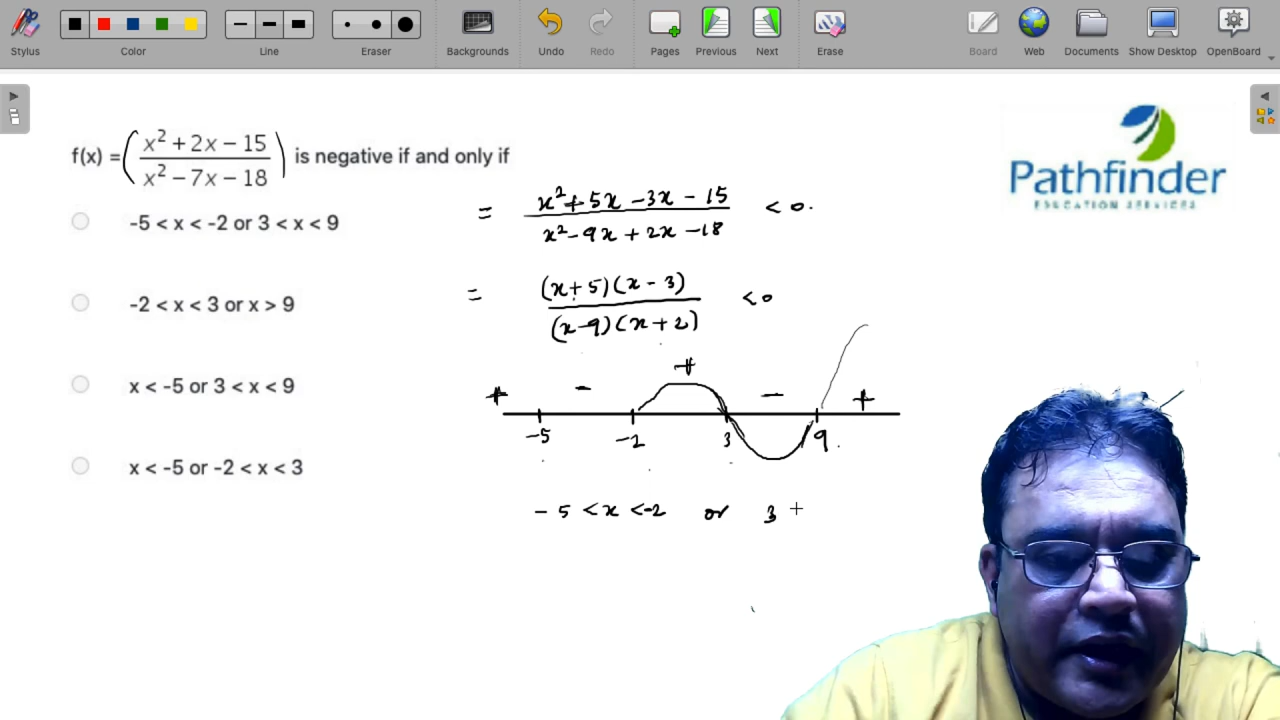 Stylus
Color
Line
Eraser
Backgrounds
Undo
Redo
Pages
Previous
Next
Erase
Board
Web
Documents
Show Desktop
OpenBoard
f(x) = (x² + 2x − 15 / x² − 7x − 18) is negative if and only if
-5 < x < -2 or 3 < x < 9
-2 < x < 3 or x > 9
x < -5 or 3 < x < 9
x < -5 or -2 < x < 3
Pathfinder
EDUCATION SERVICES
= x² + 5x − 3x − 15 / x² − 9x + 2x − 18 < 0.
= (x + 5)(x − 3) / (x − 9)(x + 2) < 0
+ − + − +
−5 −2 3 9
− 5 < x < −2 or 3